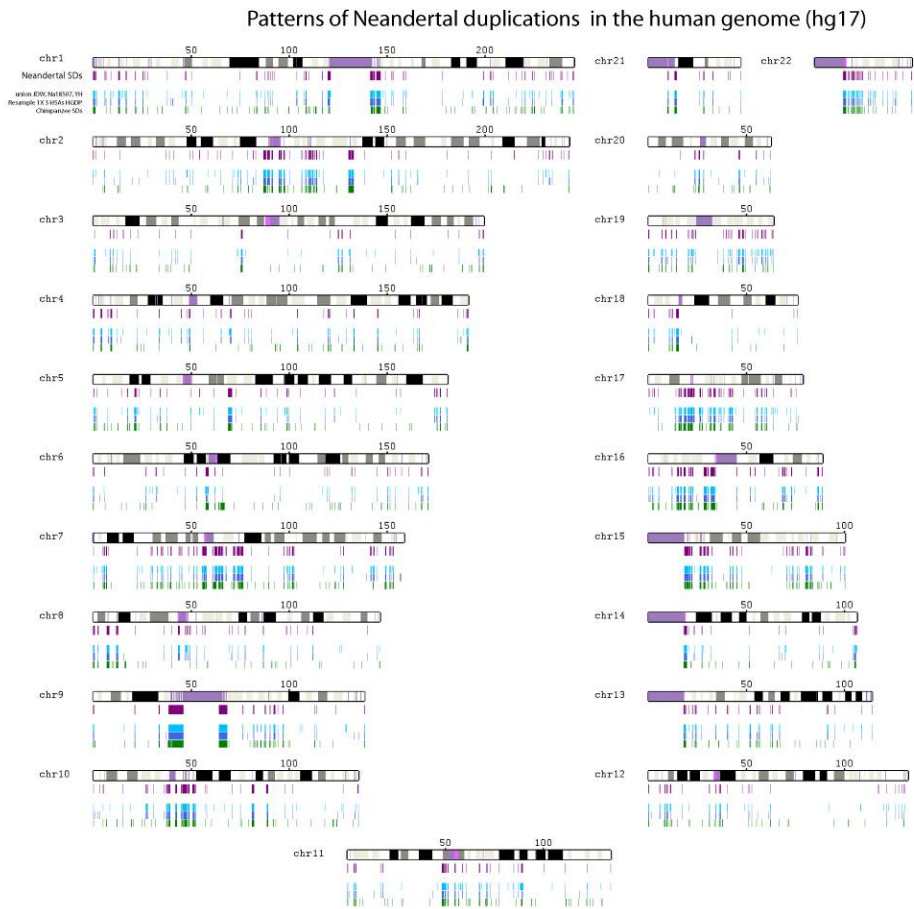 Patterns of Neandertal duplications in the human genome (hg17)
chr1 50 100 150 200
Neandertal SDs
union JDW, Na18507, YH
Resample 1X 3 HSAs HGDP
Chimpanzee SDs
chr21 chr22
chr2 50 100 150 200
chr20 50
chr3 50 100 150
chr19 50
chr4 50 100 150
chr18 50
chr5 50 100 150
chr17 50
chr6 50 100 150
chr16 50
chr7 50 100 150
chr15 50 100
chr8 50 100
chr14 50 100
chr9 50 100
chr13 50 100
chr10 50 100
chr12 50 100
chr11 50 100